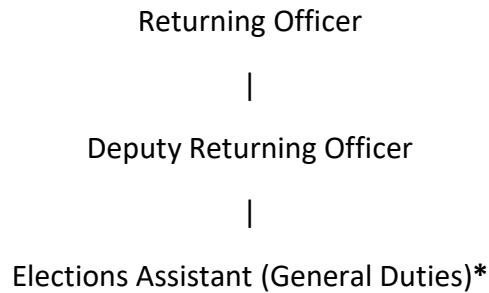 Returning Officer
|
Deputy Returning Officer
|
Elections Assistant (General Duties)*